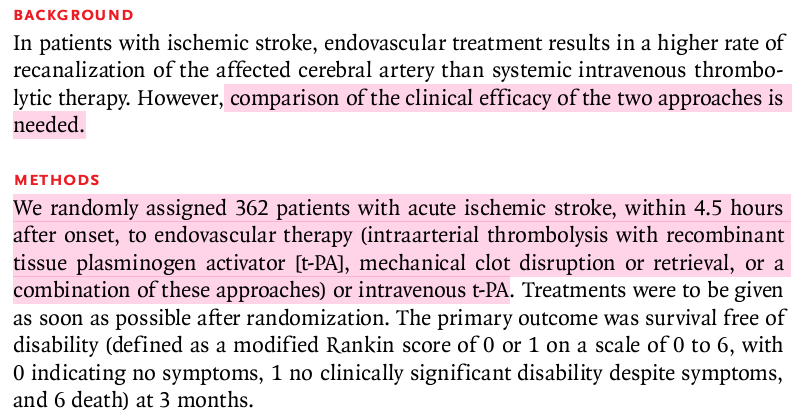 BACKGROUND
In patients with ischemic stroke, endovascular treatment results in a higher rate of
recanalization of the affected cerebral artery than systemic intravenous thrombo-
lytic therapy. However, comparison of the clinical efficacy of the two approaches is
needed.
METHODS
We randomly assigned 362 patients with acute ischemic stroke, within 4.5 hours
after onset, to endovascular therapy (intraarterial thrombolysis with recombinant
tissue plasminogen activator [t-PA], mechanical clot disruption or retrieval, or a
combination of these approaches) or intravenous t-PA. Treatments were to be given
as soon as possible after randomization. The primary outcome was survival free of
disability (defined as a modified Rankin score of 0 or 1 on a scale of 0 to 6, with
0 indicating no symptoms, 1 no clinically significant disability despite symptoms,
and 6 death) at 3 months.